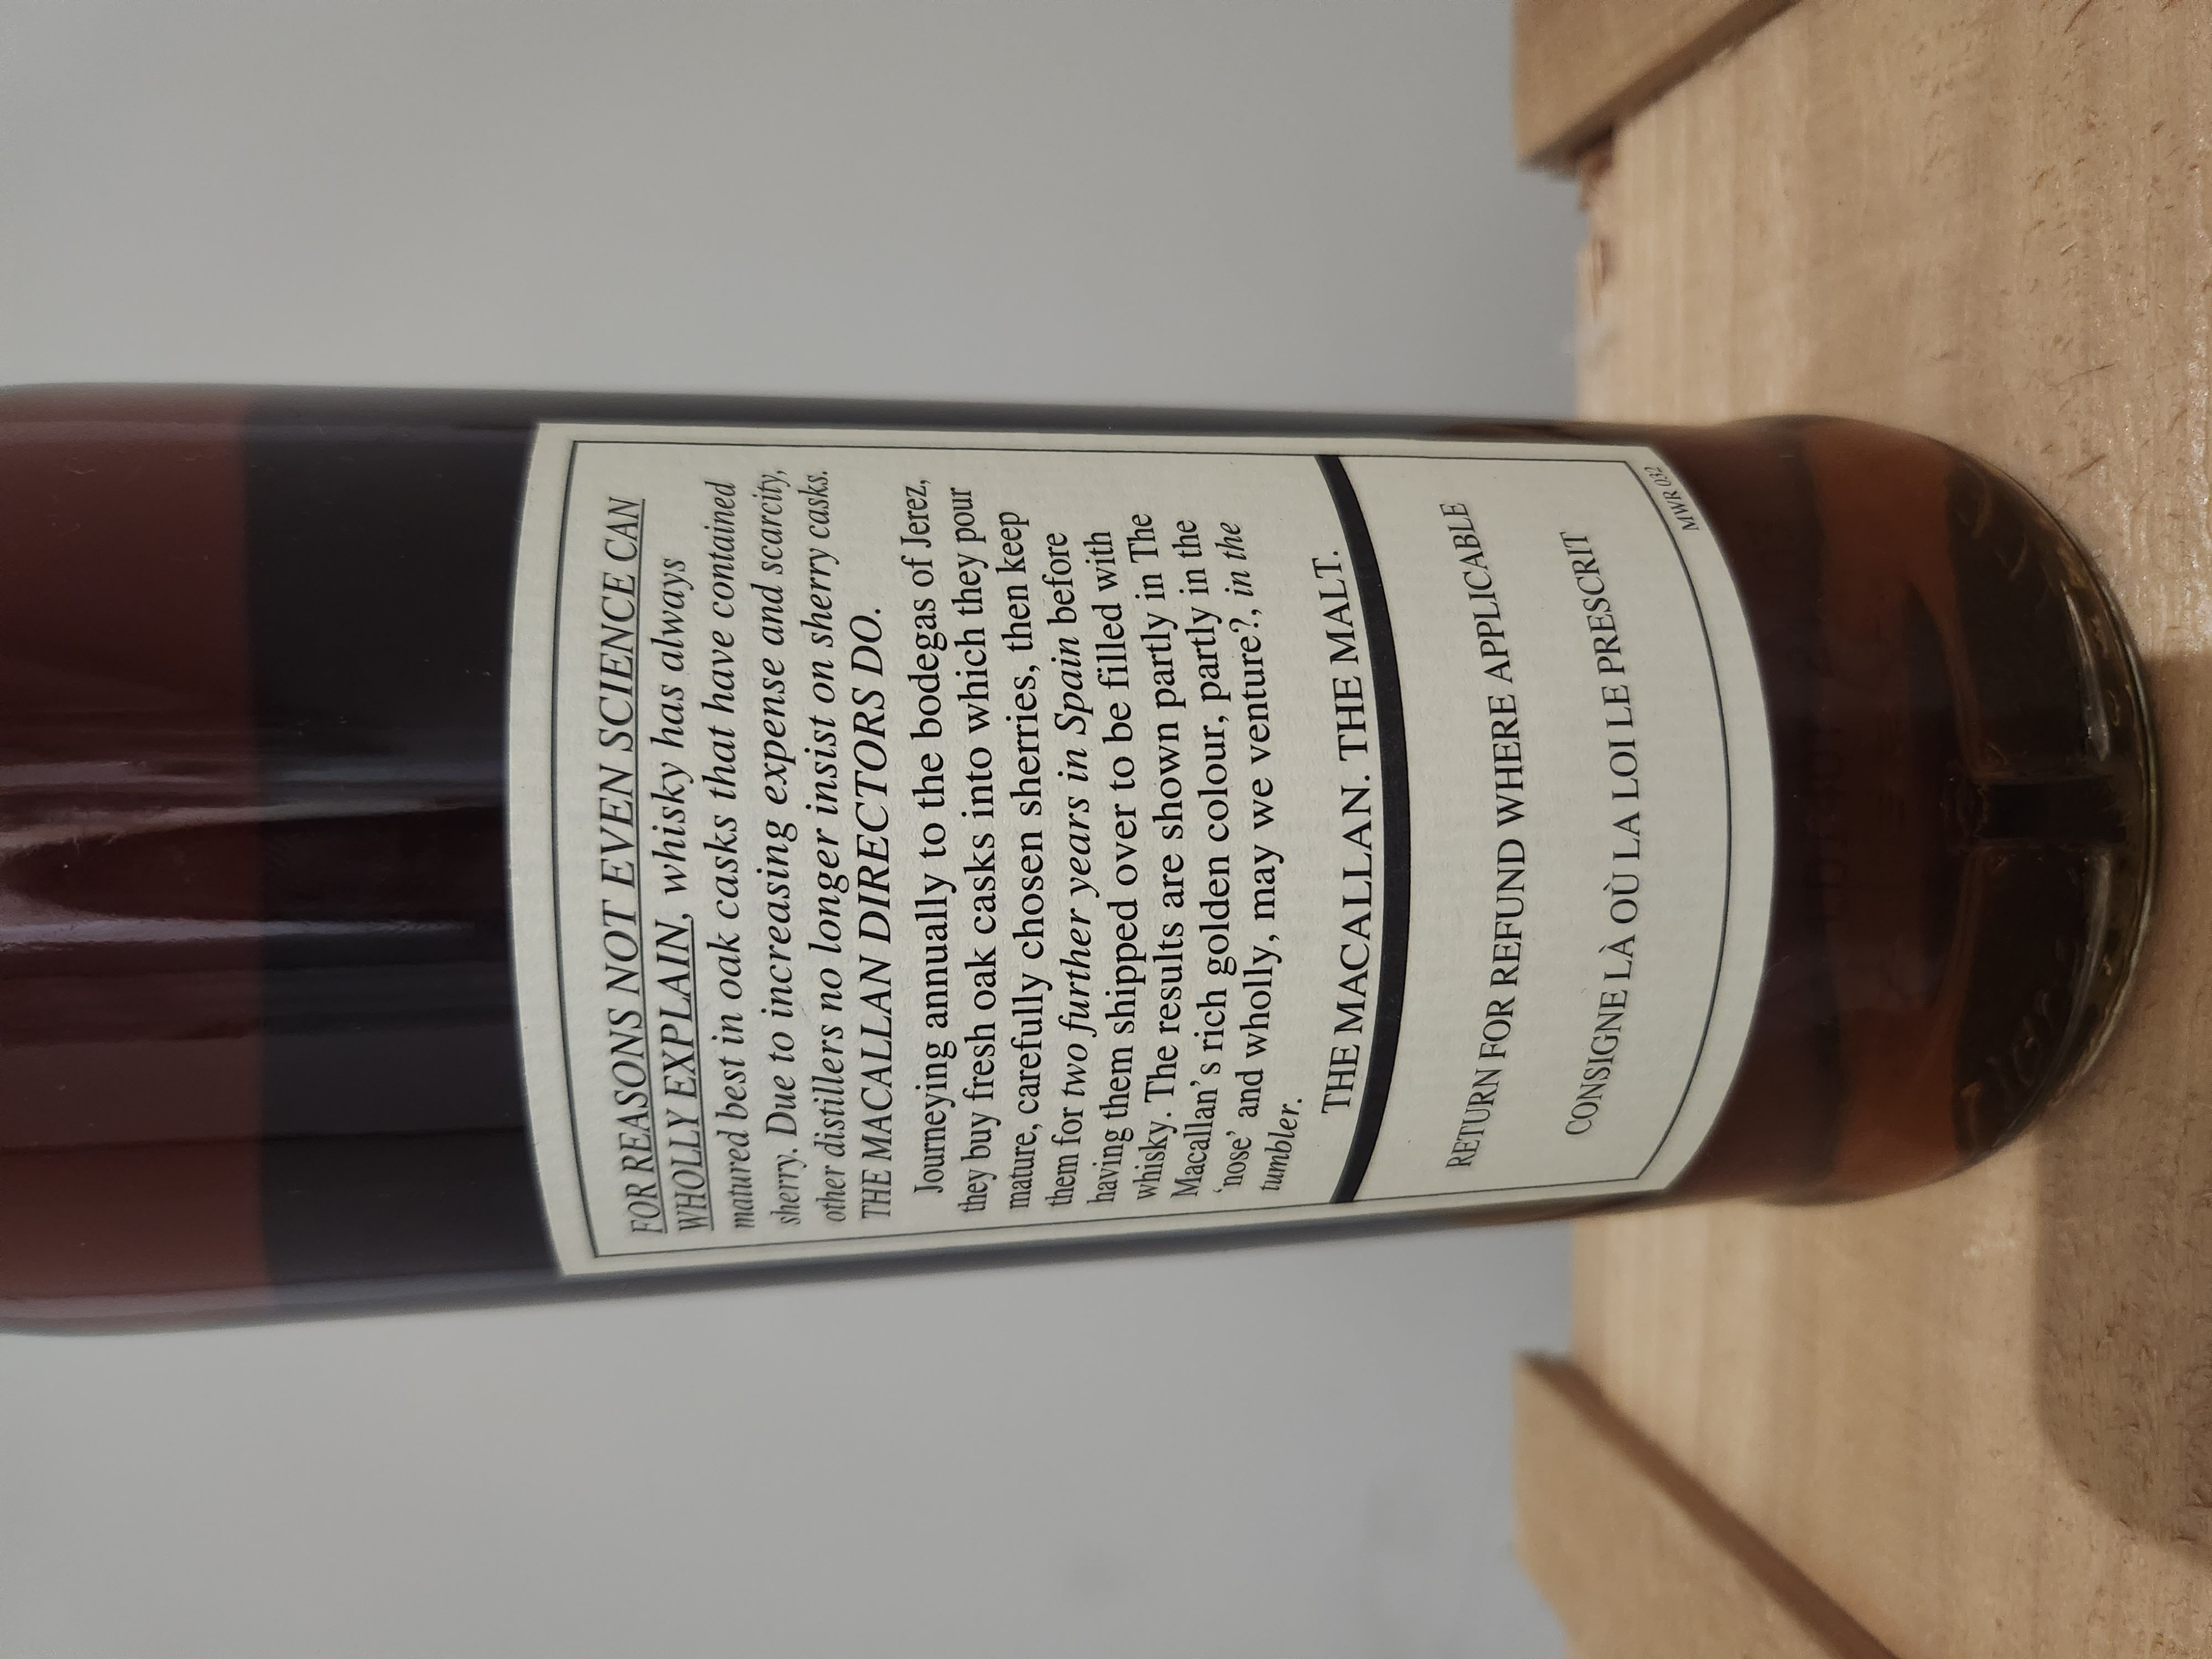 FOR REASONS NOT EVEN SCIENCE CAN
WHOLLY EXPLAIN, whisky has always
matured best in oak casks that have contained
sherry. Due to increasing expense and scarcity,
other distillers no longer insist on sherry casks.
THE MACALLAN DIRECTORS DO.
Journeying annually to the bodegas of Jerez,
they buy fresh oak casks into which they pour
mature, carefully chosen sherries, then keep
them for two further years in Spain before
having them shipped over to be filled with
whisky. The results are shown partly in The
Macallan's rich golden colour, partly in the
'nose' and wholly, may we venture?, in the
tumbler.
THE MACALLAN. THE MALT.
RETURN FOR REFUND WHERE APPLICABLE
CONSIGNE LÀ OÙ LA LOI LE PRESCRIT
MWR 032